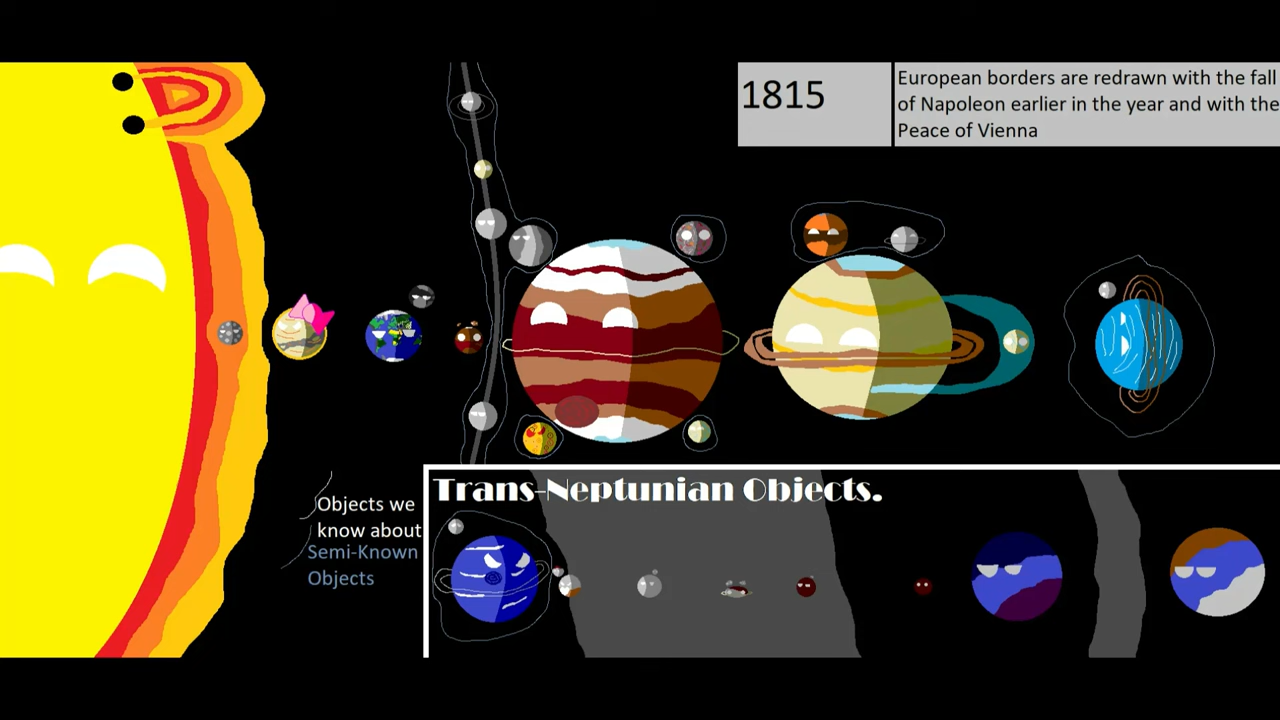 1815
European borders are redrawn with the fall
of Napoleon earlier in the year and with the
Peace of Vienna
Objects we
know about
Semi-Known
Objects
Trans-Neptunian Objects.